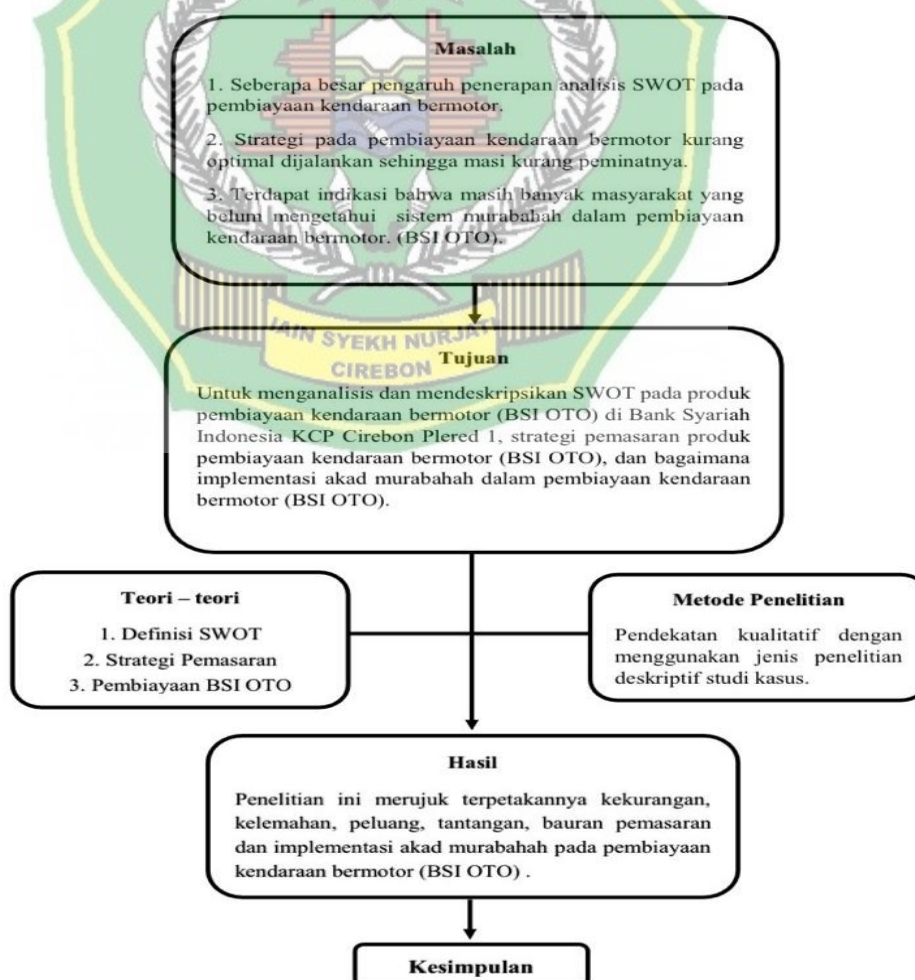 Masalah
1. Seberapa besar pengaruh penerapan analisis SWOT pada
pembiayaan kendaraan bermotor.
2. Strategi pada pembiayaan kendaraan bermotor kurang
optimal dijalankan sehingga masi kurang peminatnya.
3. Terdapat indikasi bahwa masih banyak masyarakat yang
belum mengetahui sistem murabahah dalam pembiayaan
kendaraan bermotor. (BSI OTO).
IAIN SYEKH NURJATI
CIREBON
Tujuan
Untuk menganalisis dan mendeskripsikan SWOT pada produk
pembiayaan kendaraan bermotor (BSI OTO) di Bank Syariah
Indonesia KCP Cirebon Plered 1, strategi pemasaran produk
pembiayaan kendaraan bermotor (BSI OTO), dan bagaimana
implementasi akad murabahah dalam pembiayaan kendaraan
bermotor (BSI OTO).
Teori – teori
1. Definisi SWOT
2. Strategi Pemasaran
3. Pembiayaan BSI OTO
Metode Penelitian
Pendekatan kualitatif dengan
menggunakan jenis penelitian
deskriptif studi kasus.
Hasil
Penelitian ini merujuk terpetakannya kekurangan,
kelemahan, peluang, tantangan, bauran pemasaran
dan implementasi akad murabahah pada pembiayaan
kendaraan bermotor (BSI OTO) .
Kesimpulan